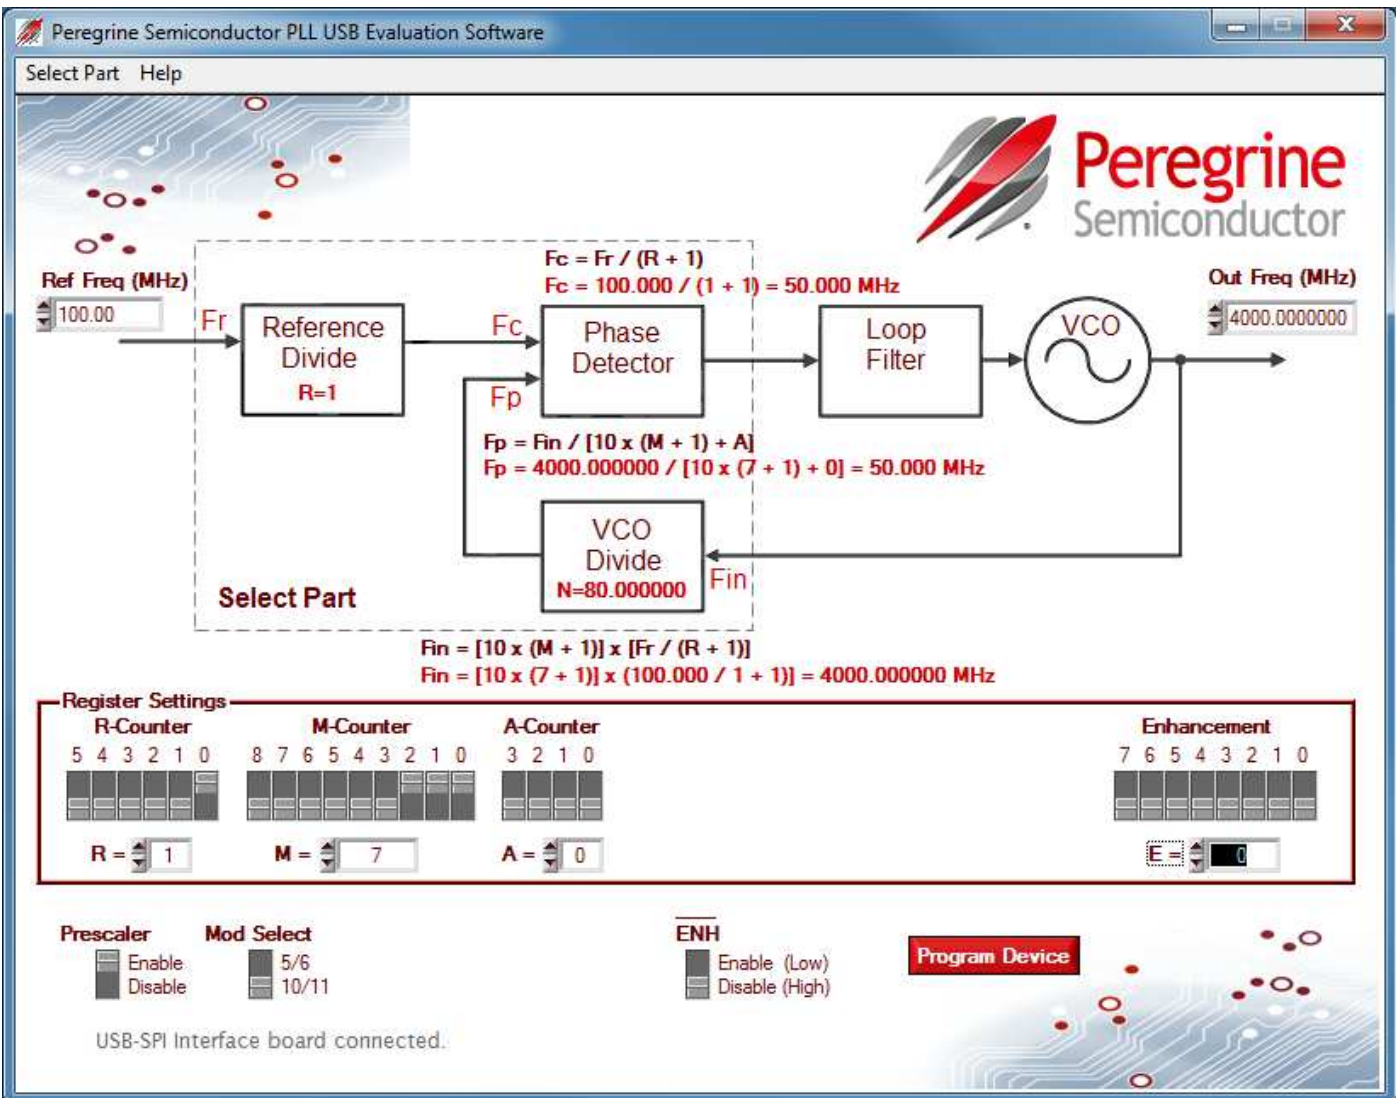 Peregrine Semiconductor PLL USB Evaluation Software
Select Part Help
Peregrine
Semiconductor
Ref Freq (MHz)
100.00
Fc = Fr / (R + 1)
Fc = 100.000 / (1 + 1) = 50.000 MHz
Out Freq (MHz)
4000.0000000
Fr
Reference
Divide
R=1
Fc
Fp
Phase
Detector
Loop
Filter
VCO
Fp = Fin / [10 x (M + 1) + A]
Fp = 4000.000000 / [10 x (7 + 1) + 0] = 50.000 MHz
VCO
Divide
N=80.000000
Fin
Select Part
Fin = [10 x (M + 1)] x [Fr / (R + 1)]
Fin = [10 x (7 + 1)] x (100.000 / 1 + 1)] = 4000.000000 MHz
Register Settings
R-Counter M-Counter A-Counter Enhancement
5 4 3 2 1 0 8 7 6 5 4 3 2 1 0 3 2 1 0 7 6 5 4 3 2 1 0
R = 1 M = 7 A = 0 E = 0
Prescaler
Enable
Disable
Mod Select
5/6
10/11
ENH
Enable (Low)
Disable (High)
Program Device
USB-SPI Interface board connected.